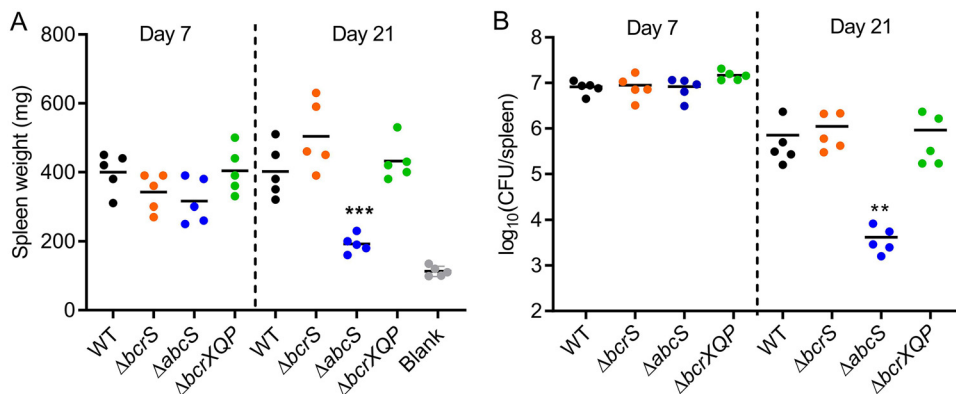 A
Day 7
Day 21
Spleen weight (mg)
800
600
400
200
0
***
WT
ΔbcrS
ΔabcS
ΔbcrXQP
WT
ΔbcrS
ΔabcS
ΔbcrXQP
Blank
B
Day 7
Day 21
log10(CFU/spleen)
8
7
6
5
4
3
2
**
WT
ΔbcrS
ΔabcS
ΔbcrXQP
WT
ΔbcrS
ΔabcS
ΔbcrXQP